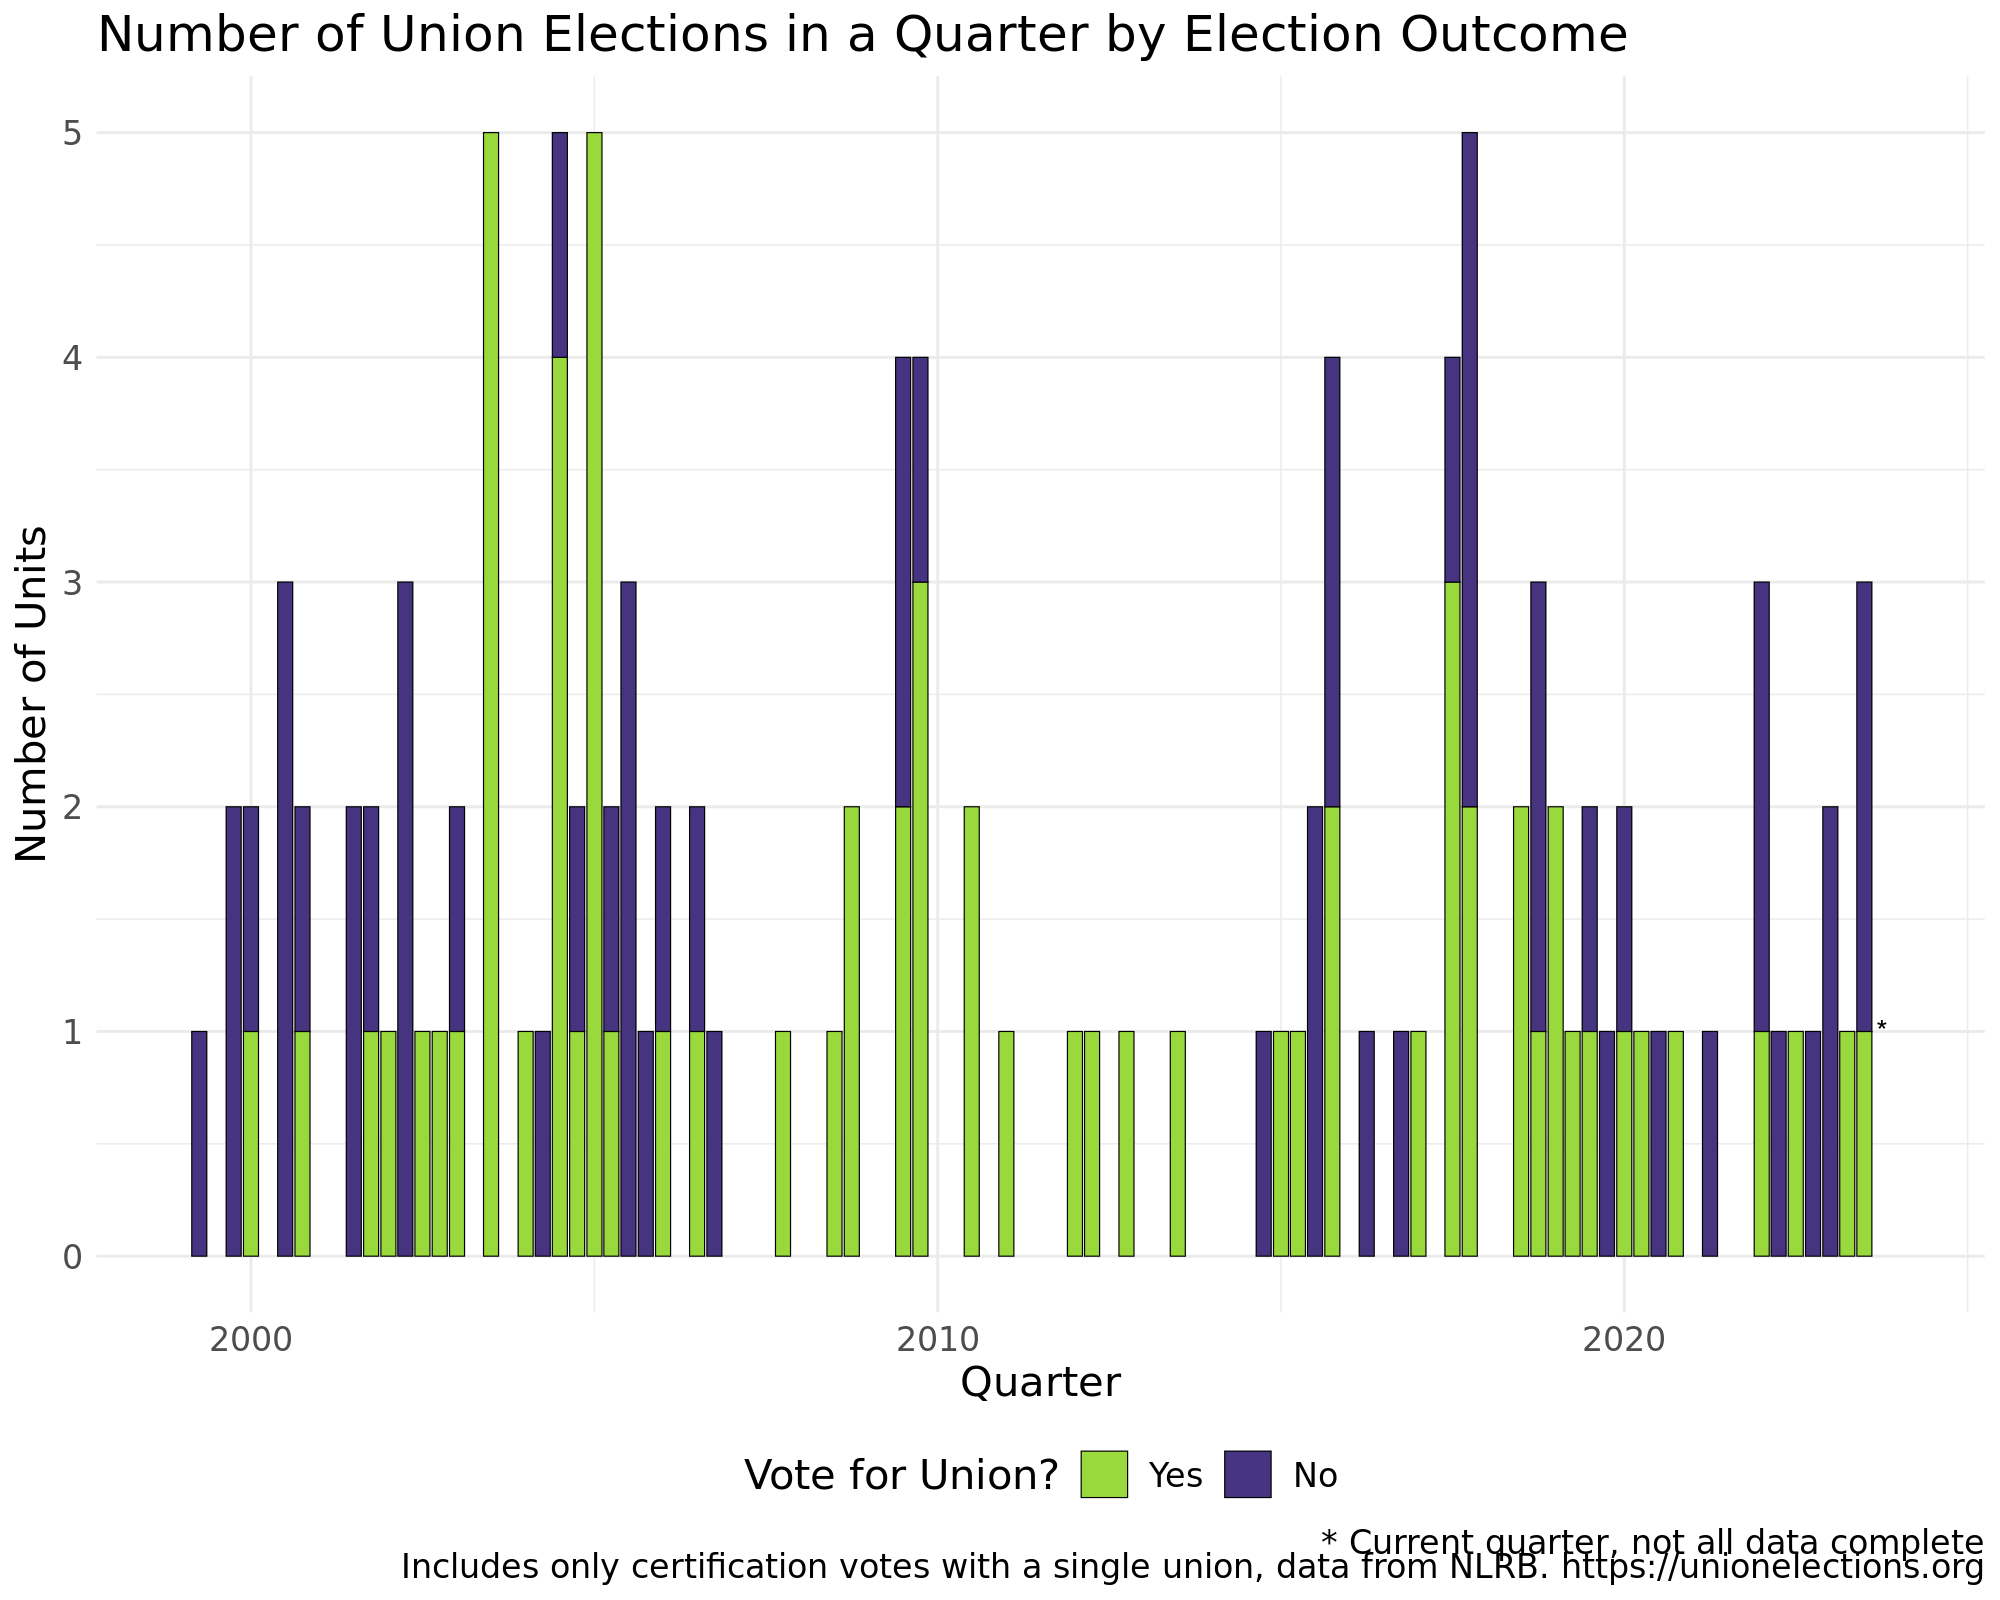 Number of Union Elections in a Quarter by Election Outcome
5
4
3
2
1
0
Number of Units
*
2000 2010 2020
Quarter
Vote for Union? Yes No
* Current quarter, not all data complete
Includes only certification votes with a single union, data from NLRB. https://unionelections.org